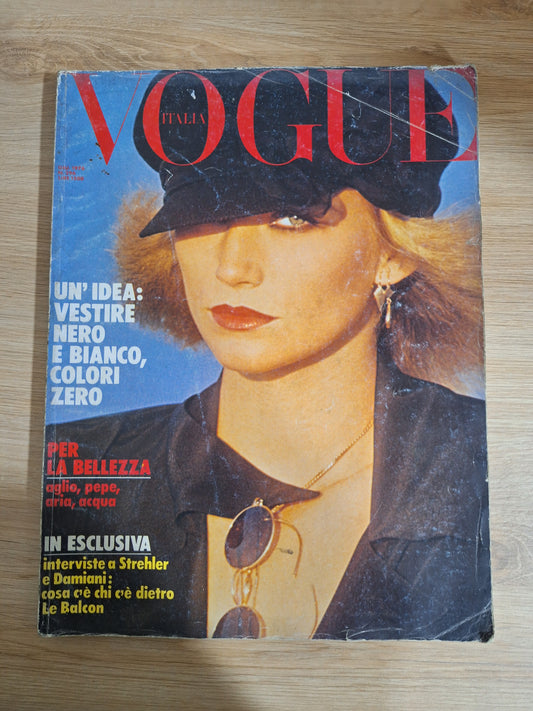 VOGUE
ITALIA
UN' IDEA:
VESTIRE
NERO
E BIANCO,
COLORI
ZERO
PER
LA BELLEZZA
aglio, pepe,
aria, acqua
IN ESCLUSIVA
interviste a Strehler
e Damiani:
cosa c'è chi c'è dietro
Le Balcon